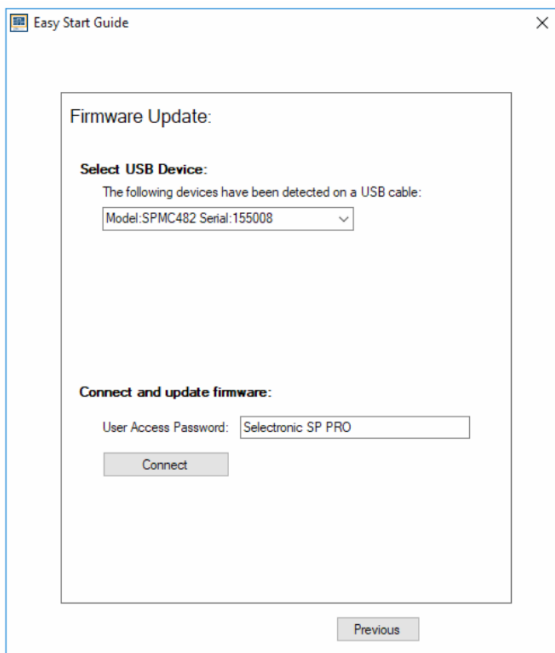 Easy Start Guide
Firmware Update:
Select USB Device:
The following devices have been detected on a USB cable:
Model:SPMC482 Serial:155008
Connect and update firmware:
User Access Password: Selectronic SP PRO
Connect
Previous